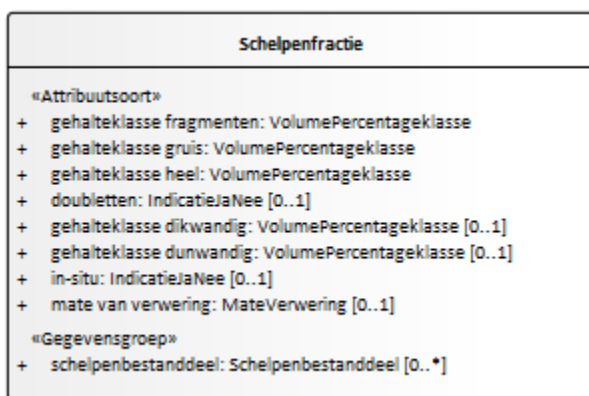 Schelpenfractie
«Attribuutsoort»
+ gehalteklasse fragmenten: VolumePercentageklasse
+ gehalteklasse gruis: VolumePercentageklasse
+ gehalteklasse heel: VolumePercentageklasse
+ doubletten: IndicatieJaNee [0..1]
+ gehalteklasse dikwandig: VolumePercentageklasse [0..1]
+ gehalteklasse dunwandig: VolumePercentageklasse [0..1]
+ in-situ: IndicatieJaNee [0..1]
+ mate van verwering: MateVerwering [0..1]
«Gegevensgroep»
+ schelpenbestanddeel: Schelpenbestanddeel [0..*]